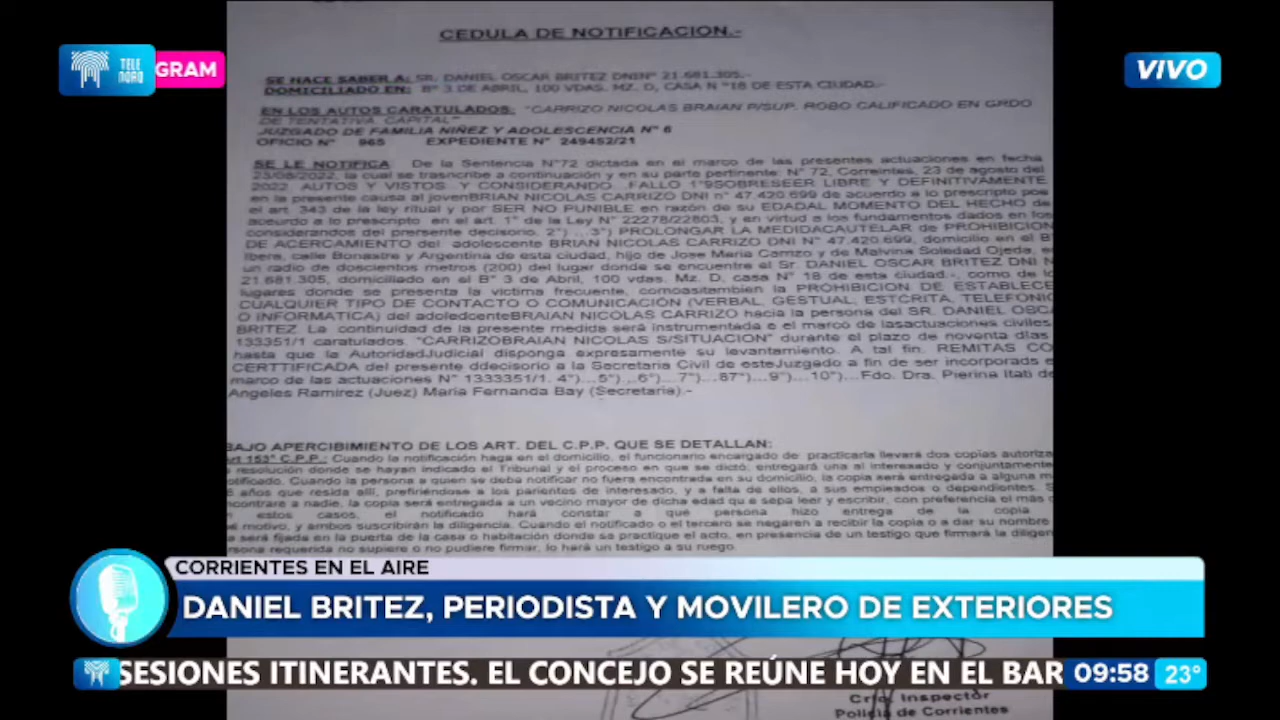 CEDULA DE NOTIFICACION.-
TELE
NORD
GRAM
VIVO
SE HACE SABER A: SR. DANIEL OSCAR BRITEZ DNIN° 21.681.305.-
DOMICILIADO EN: B° 3 DE ABRIL, 100 VDAS. MZ. D, CASA N °18 DE ESTA CIUDAD.-
EN LOS AUTOS CARATULADOS: "CARRIZO NICOLAS BRAIAN P/SUP. ROBO CALIFICADO EN GRDO
DE TENTATIVA. CAPITAL"
JUZGADO DE FAMILIA NIÑEZ Y ADOLESCENCIA N° 6
OFICIO N° 965 EXPEDIENTE N° 249452/21
SE LE NOTIFICA De la Sentencia N°72 dictada en el marco de las presentes actuaciones en fecha
23/08/2022, la cual se trasncribe a continuación y en su parte pertinente: N° 72, Correintes, 23 de agosto del
2022 AUTOS Y VISTOS Y CONSIDERANDO ..FALLO 1°9SOBRESEER LIBRE Y DEFINITIVAMENTE
en la presente causa al jovenBRIAN NICOLAS CARRIZO DNI n° 47.420.699 de acuerdo a lo prescripto po
el art. 343 de la ley ritual y por SER NO PUNIBLE en razón de su EDADAL MOMENTO DEL HECHO de
acuerdo a loprescripto en el art. 1° de la Ley N° 22278/22803, y en virtud a los fundamentos dados en los
considerandos del prersente decisorio. 2°)...3°) PROLONGAR LA MEDIDACAUTELAR de PROHIBICION
DE ACERCAMIENTO del adolescente BRIAN NICOLAS CARRIZO DNI N° 47.420.699, domicilio en el B
Ibera, calle Bonastre y Argentina de esta ciudad, hijo de Jose Maria Carrizo y de Malvina Soledad Ojeda, e
un radio de doscientos metros (200) del lugar donde se encuentre el Sr. DANIEL OSCAR BRITEZ DNI N
21.681.305, domiciliado en el B° 3 de Abril, 100 vdas. Mz. D. casa N° 18 de esta ciudad.-, como de lo
lugares donde se presenta la victima frecuente, comoasitambien la PROHIBICION DE ESTABLECE
CUALQUIER TIPO DE CONTACTO O COMUNICACIÓN (VERBAL, GESTUAL, ESTCRITA, TELEFONIC
O INFORMATICA) del adoledcenteBRAIAN NICOLAS CARRIZO hacia la persona del SR. DANIEL OSCA
BRITEZ. La continuidad de la presente medida será instrumentada e el marco de lasactuaciones civiles
133351/1 caratulados. "CARRIZOBRAIAN NICOLAS S/SITUACION" durante el plazo de noventa días
hasta que la AutoridadJudicial disponga expresamente su levantamiento. A tal fin, REMITAS CO
CERTTIFICADA del presente ddecisorio a la Secretaria Civil de esteJuzgado a fin de ser incorporada e
marco de las actuaciones N° 1333351/1. 4°)...5°)...6°)...7°)...87°)...9°)...10°)...Fdo. Dra. Pierina Itati de
Angeles Ramirez (Juez) Maria Fernanda Bay (Secretaria).-
BAJO APERCIBIMIENTO DE LOS ART. DEL C.P.P. QUE SE DETALLAN:
Art 153° C.P.P.: Cuando la notificación haga en el domicilio, el funcionario encargado de practicarla llevará dos copias autoriza
resolución donde se hayan indicado el Tribunal y el proceso en que se dictó; entregará una al interesado y conjuntamente
otificado. Cuando la persona a quien se deba notificar no fuera encontrada en su domicilio, la copia será entregada a alguna m
8 años que resida allí, prefiriéndose a los parientes de interesado, y a falta de ellos, a sus empleados o dependientes. S
ncontrare a nadie, la copia será entregada a un vecino mayor de dicha edad qu e sepa leer y escribir, con preferencia el más c
estos casos, el notificado hará constar a qué persona hizo entrega de la copia
el motivo, y ambos suscribirán la diligencia. Cuando el notificado o el tercero se negaren a recibir la copia o a dar su nombre
será fijada en la puerta de la casa o habitación donde se practique el acto, en presencia de un testigo que firmará la diligen
rsona requerida no supiere o no pudiere firmar, lo hará un testigo a su ruego.
CORRIENTES EN EL AIRE
DANIEL BRITEZ, PERIODISTA Y MOVILERO DE EXTERIORES
SESIONES ITINERANTES. EL CONCEJO SE REÚNE HOY EN EL BAR
09:58
23°
Crio. Inspector
Policia de Corrientes